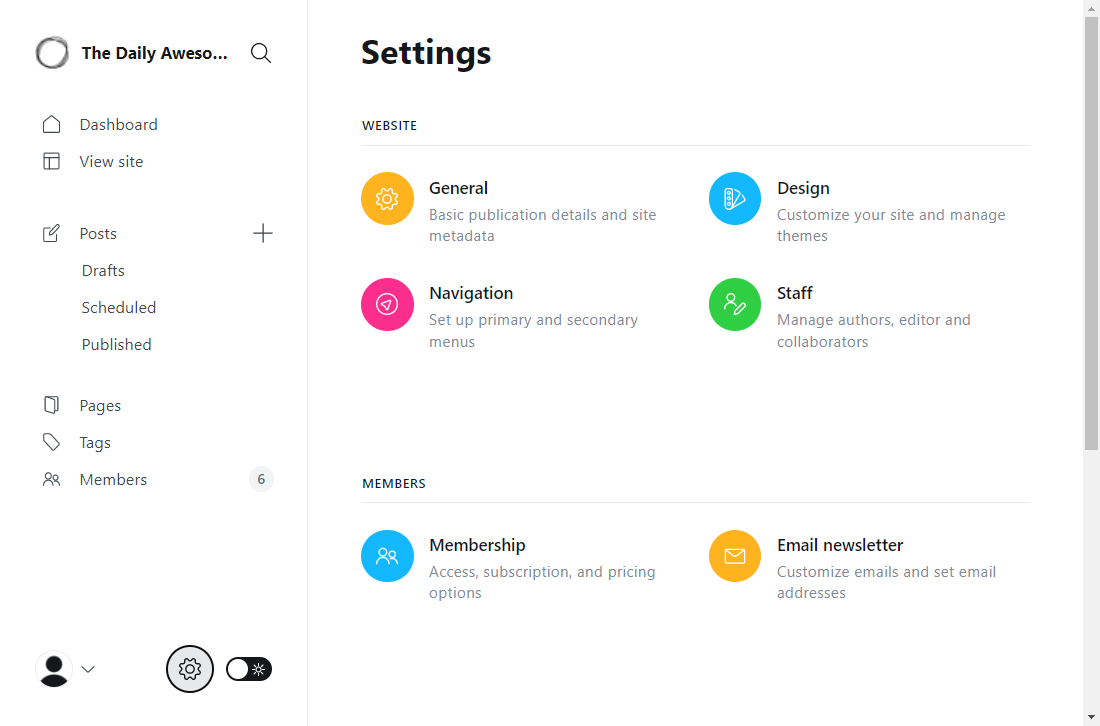 The Daily Aweso...
Dashboard
View site
Posts
Drafts
Scheduled
Published
Pages
Tags
Members
6
Settings
WEBSITE
General
Basic publication details and site
metadata
Design
Customize your site and manage
themes
Navigation
Set up primary and secondary
menus
Staff
Manage authors, editor and
collaborators
MEMBERS
Membership
Access, subscription, and pricing
options
Email newsletter
Customize emails and set email
addresses